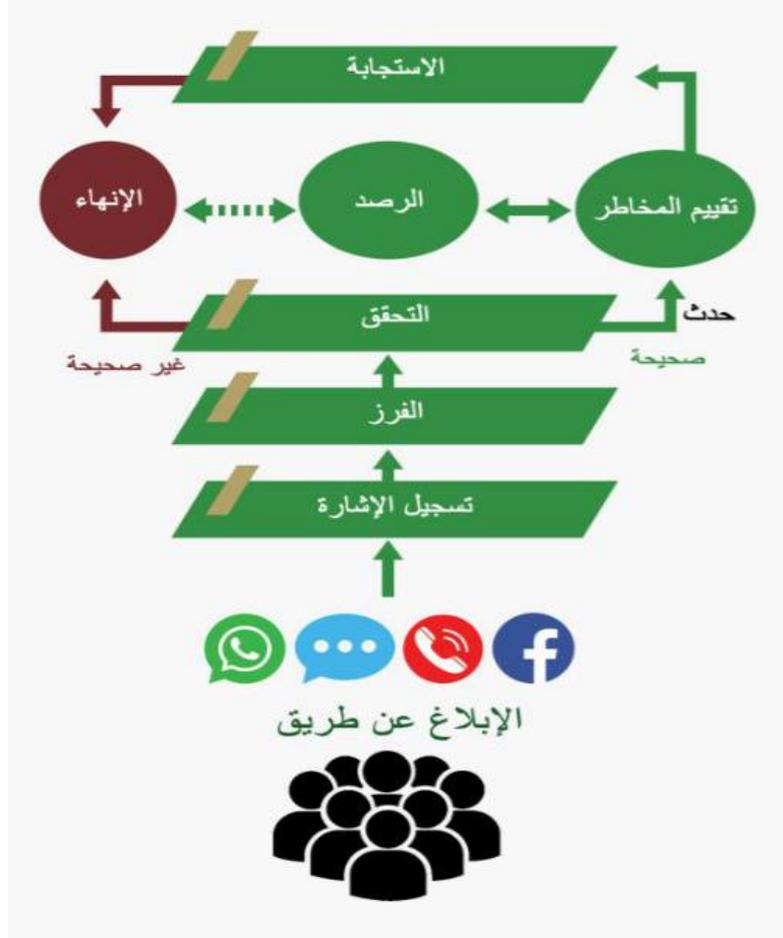 الاستجابة
تقييم المخاطر
الرصد
الإنهاء
التحقق
حدث
صحيحة
غير صحيحة
الفرز
تسجيل الإشارة
الإبلاغ عن طريق